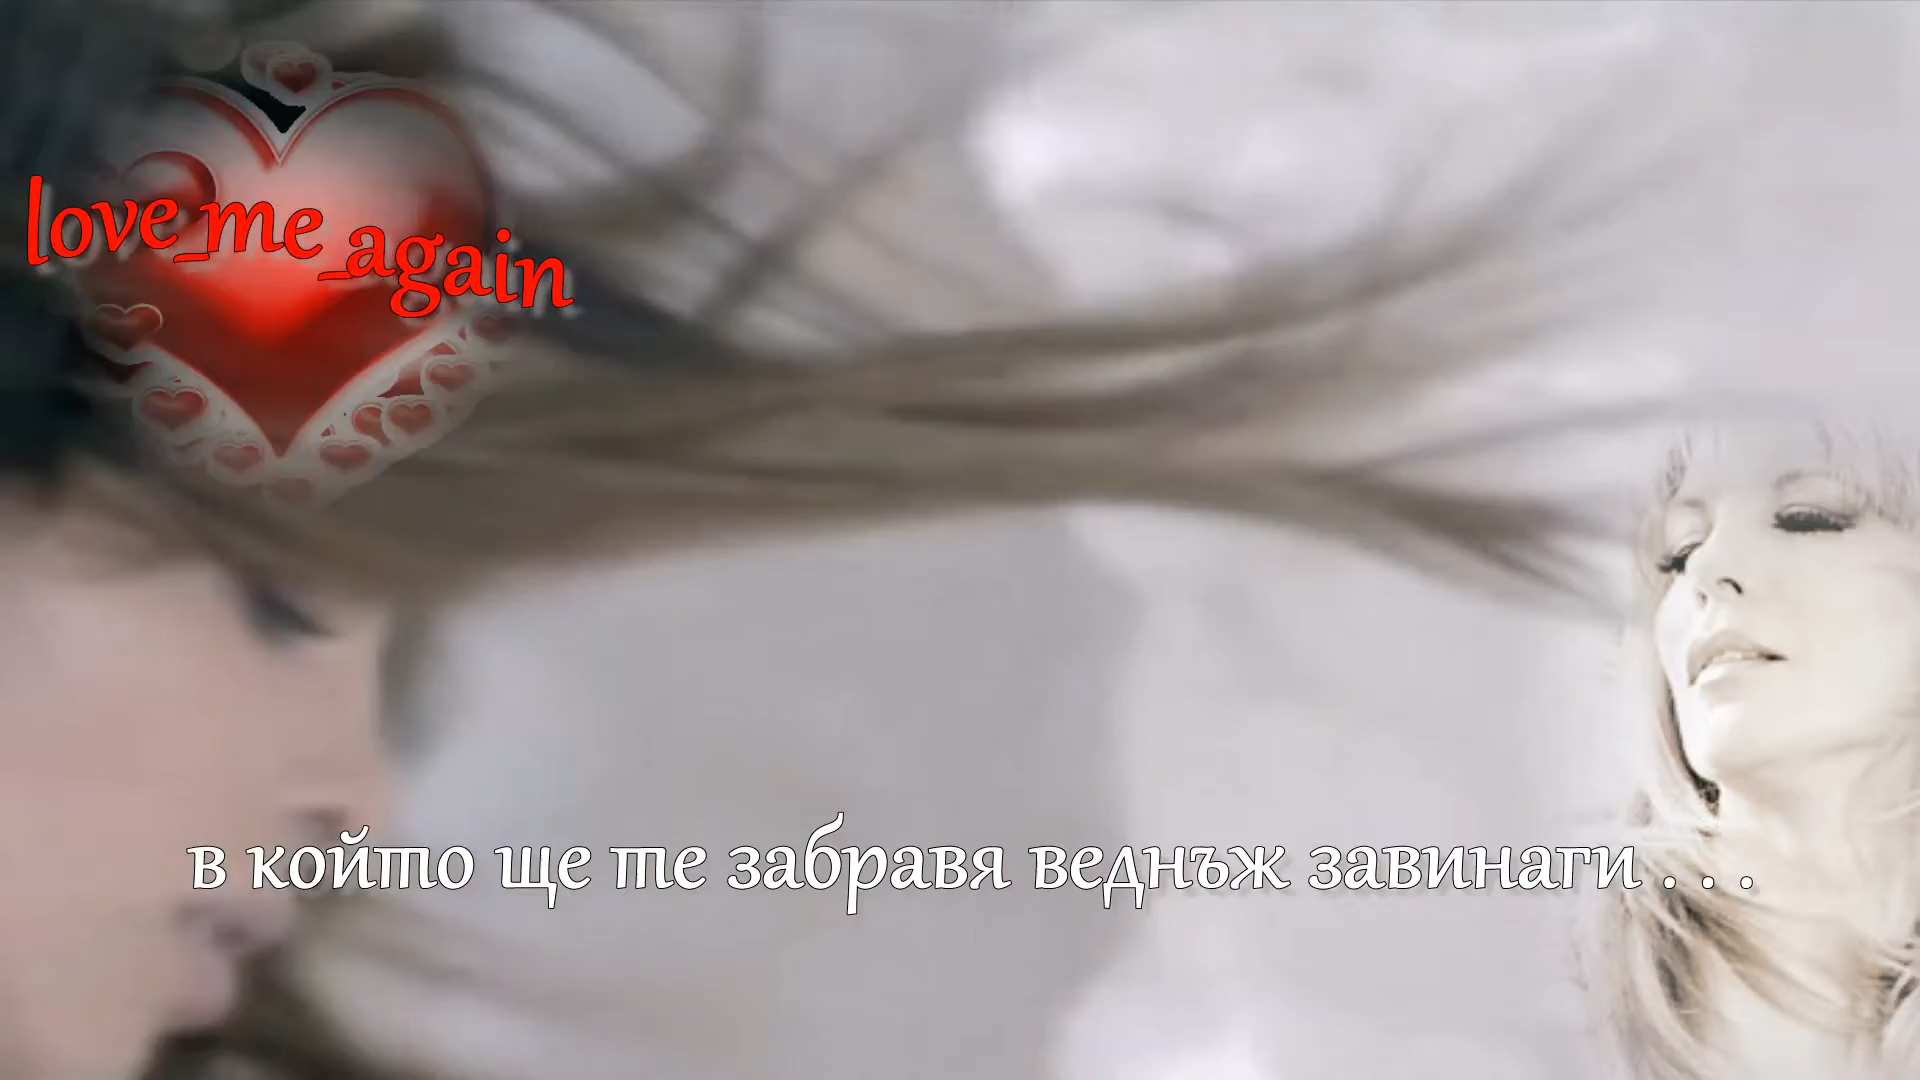 love_me_again
в който ще те забравя веднъж завинаги . . .